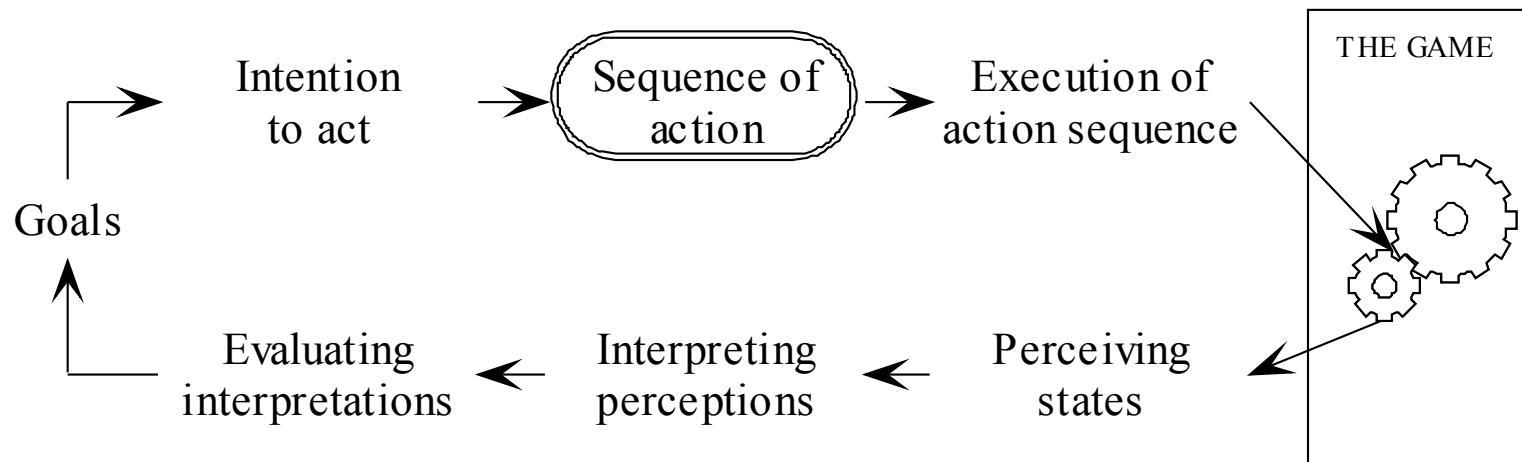 THE GAME
Intention
to act
Sequence of
action
Execution of
action sequence
Goals
Evaluating
interpretations
Interpreting
perceptions
Perceiving
states